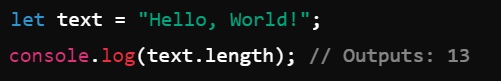 let text = "Hello, World!";
console.log(text.length); // Outputs: 13